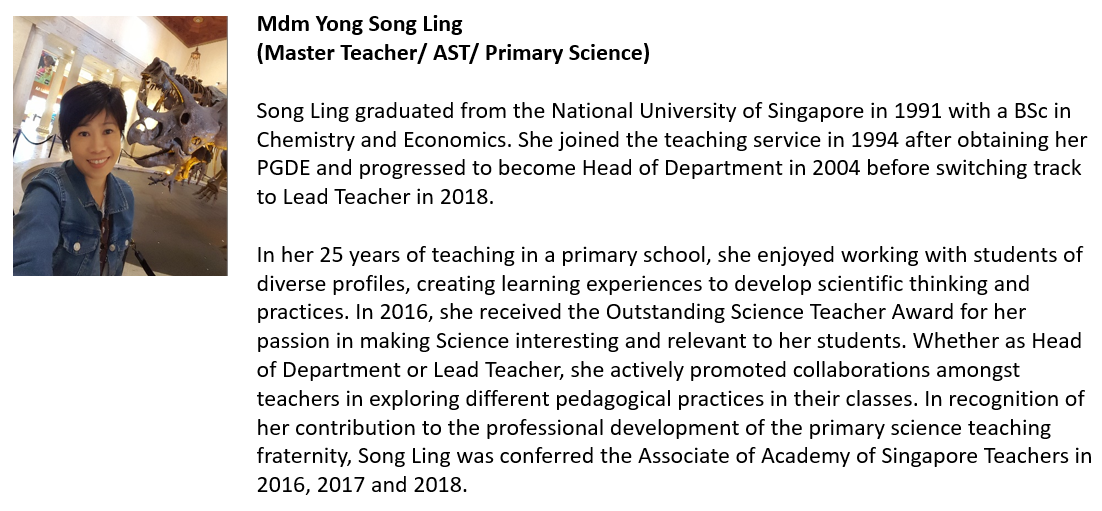 Mdm Yong Song Ling
(Master Teacher/ AST/ Primary Science)
Song Ling graduated from the National University of Singapore in 1991 with a BSc in
Chemistry and Economics. She joined the teaching service in 1994 after obtaining her
PGDE and progressed to become Head of Department in 2004 before switching track
to Lead Teacher in 2018.
In her 25 years of teaching in a primary school, she enjoyed working with students of
diverse profiles, creating learning experiences to develop scientific thinking and
practices. In 2016, she received the Outstanding Science Teacher Award for her
passion in making Science interesting and relevant to her students. Whether as Head
of Department or Lead Teacher, she actively promoted collaborations amongst
teachers in exploring different pedagogical practices in their classes. In recognition of
her contribution to the professional development of the primary science teaching
fraternity, Song Ling was conferred the Associate of Academy of Singapore Teachers in
2016, 2017 and 2018.